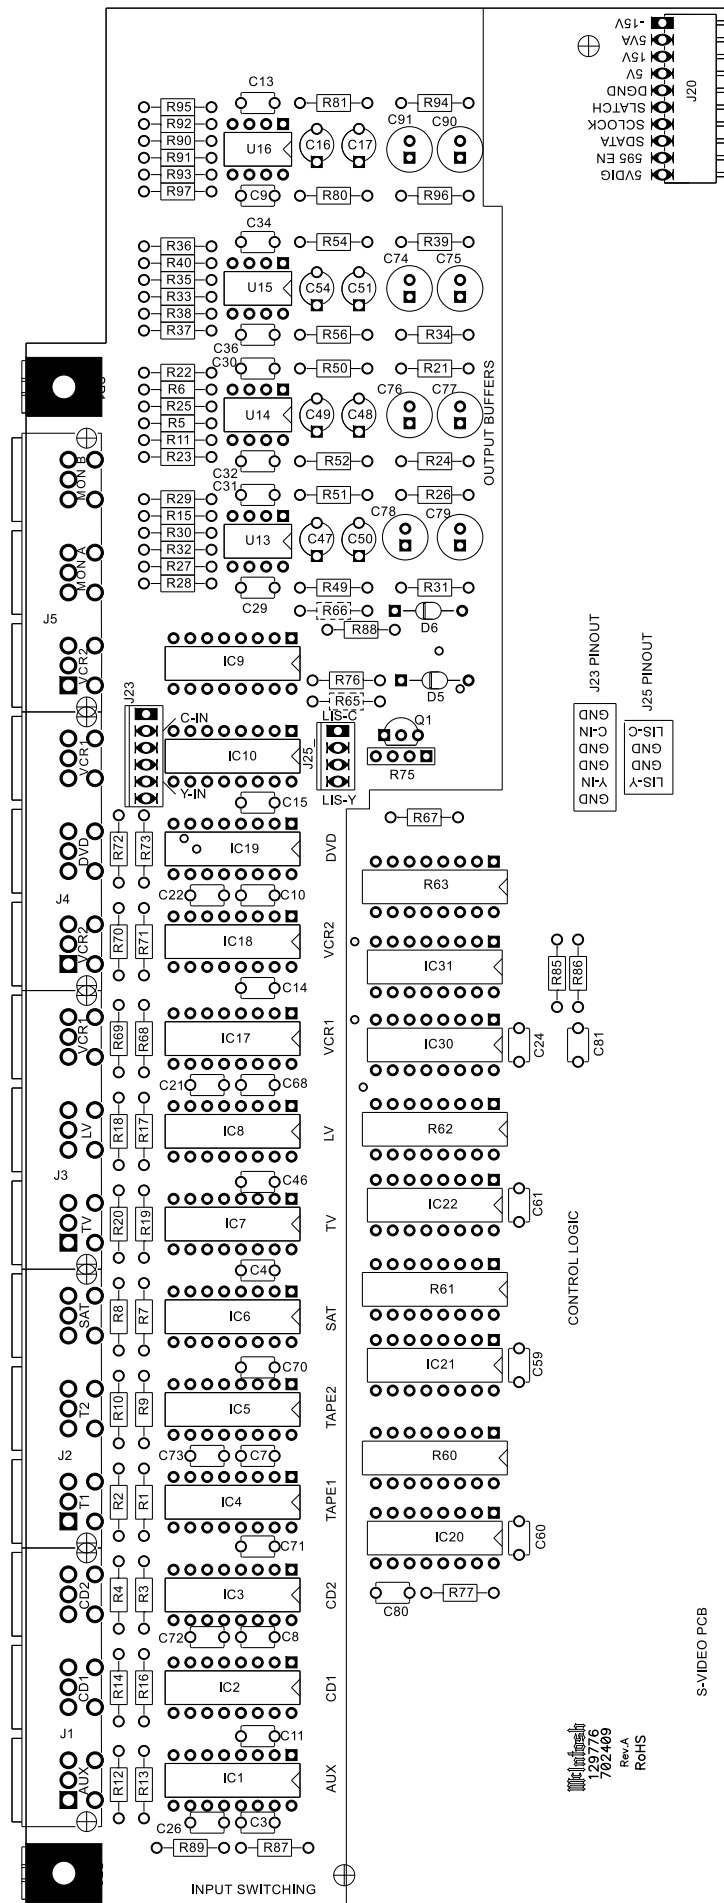 -15V
5VA
15V
5V
DGND
SLATCH
SCLOCK
SDATA
595 EN
5VDIG
J20
C13
R95
R81
R94
R92
C91
C90
R90
U16
C16
C17
R91
R93
R97
C9
R80
R96
C34
R36
R54
R39
R40
C74
C75
R35
U15
C54
C51
R33
R38
R37
R56
R34
C36
C30
R22
R50
R21
R6
C76
C77
R25
U14
C49
C48
R5
R11
R23
R52
R24
C32
C31
R29
R51
R26
R15
C78
C79
R30
U13
C47
C50
R32
R27
R28
C29
R49
R31
R66
D6
R88
OUTPUT BUFFERS
MON B
MON A
J5
VCR2
IC9
R76
D5
R65
J23
C-IN
Y-IN
LIS-C
J25
LIS-Y
Q1
R75
IC10
VCR1
C15
R67
J23 PINOUT
GND
C-IN
GND
GND
Y-IN
GND
J25 PINOUT
LIS-C
GND
GND
LIS-Y
DVD
R72
R73
IC19
DVD
R63
C22
C10
J4
VCR2
R70
R71
IC18
VCR2
IC31
R85
R86
C14
VCR1
R69
R68
IC17
VCR1
IC30
C24
C81
C21
C68
LV
R18
R17
IC8
LV
R62
J3
C46
TV
R20
R19
IC7
TV
IC22
C61
C4
SAT
R8
R7
IC6
SAT
R61
CONTROL LOGIC
C70
IC21
C59
T2
R10
R9
IC5
TAPE2
J2
C73
C7
R60
T1
R2
R1
IC4
TAPE1
IC20
C60
C71
CD2
R4
R3
IC3
CD2
R77
C80
C72
C8
CD1
R14
R16
IC2
CD1
S-VIDEO PCB
J1
C11
AUX
R12
R13
IC1
AUX
McIntosh
129776
702409
Rev.A
RoHS
C26
C3
R89
R87
INPUT SWITCHING